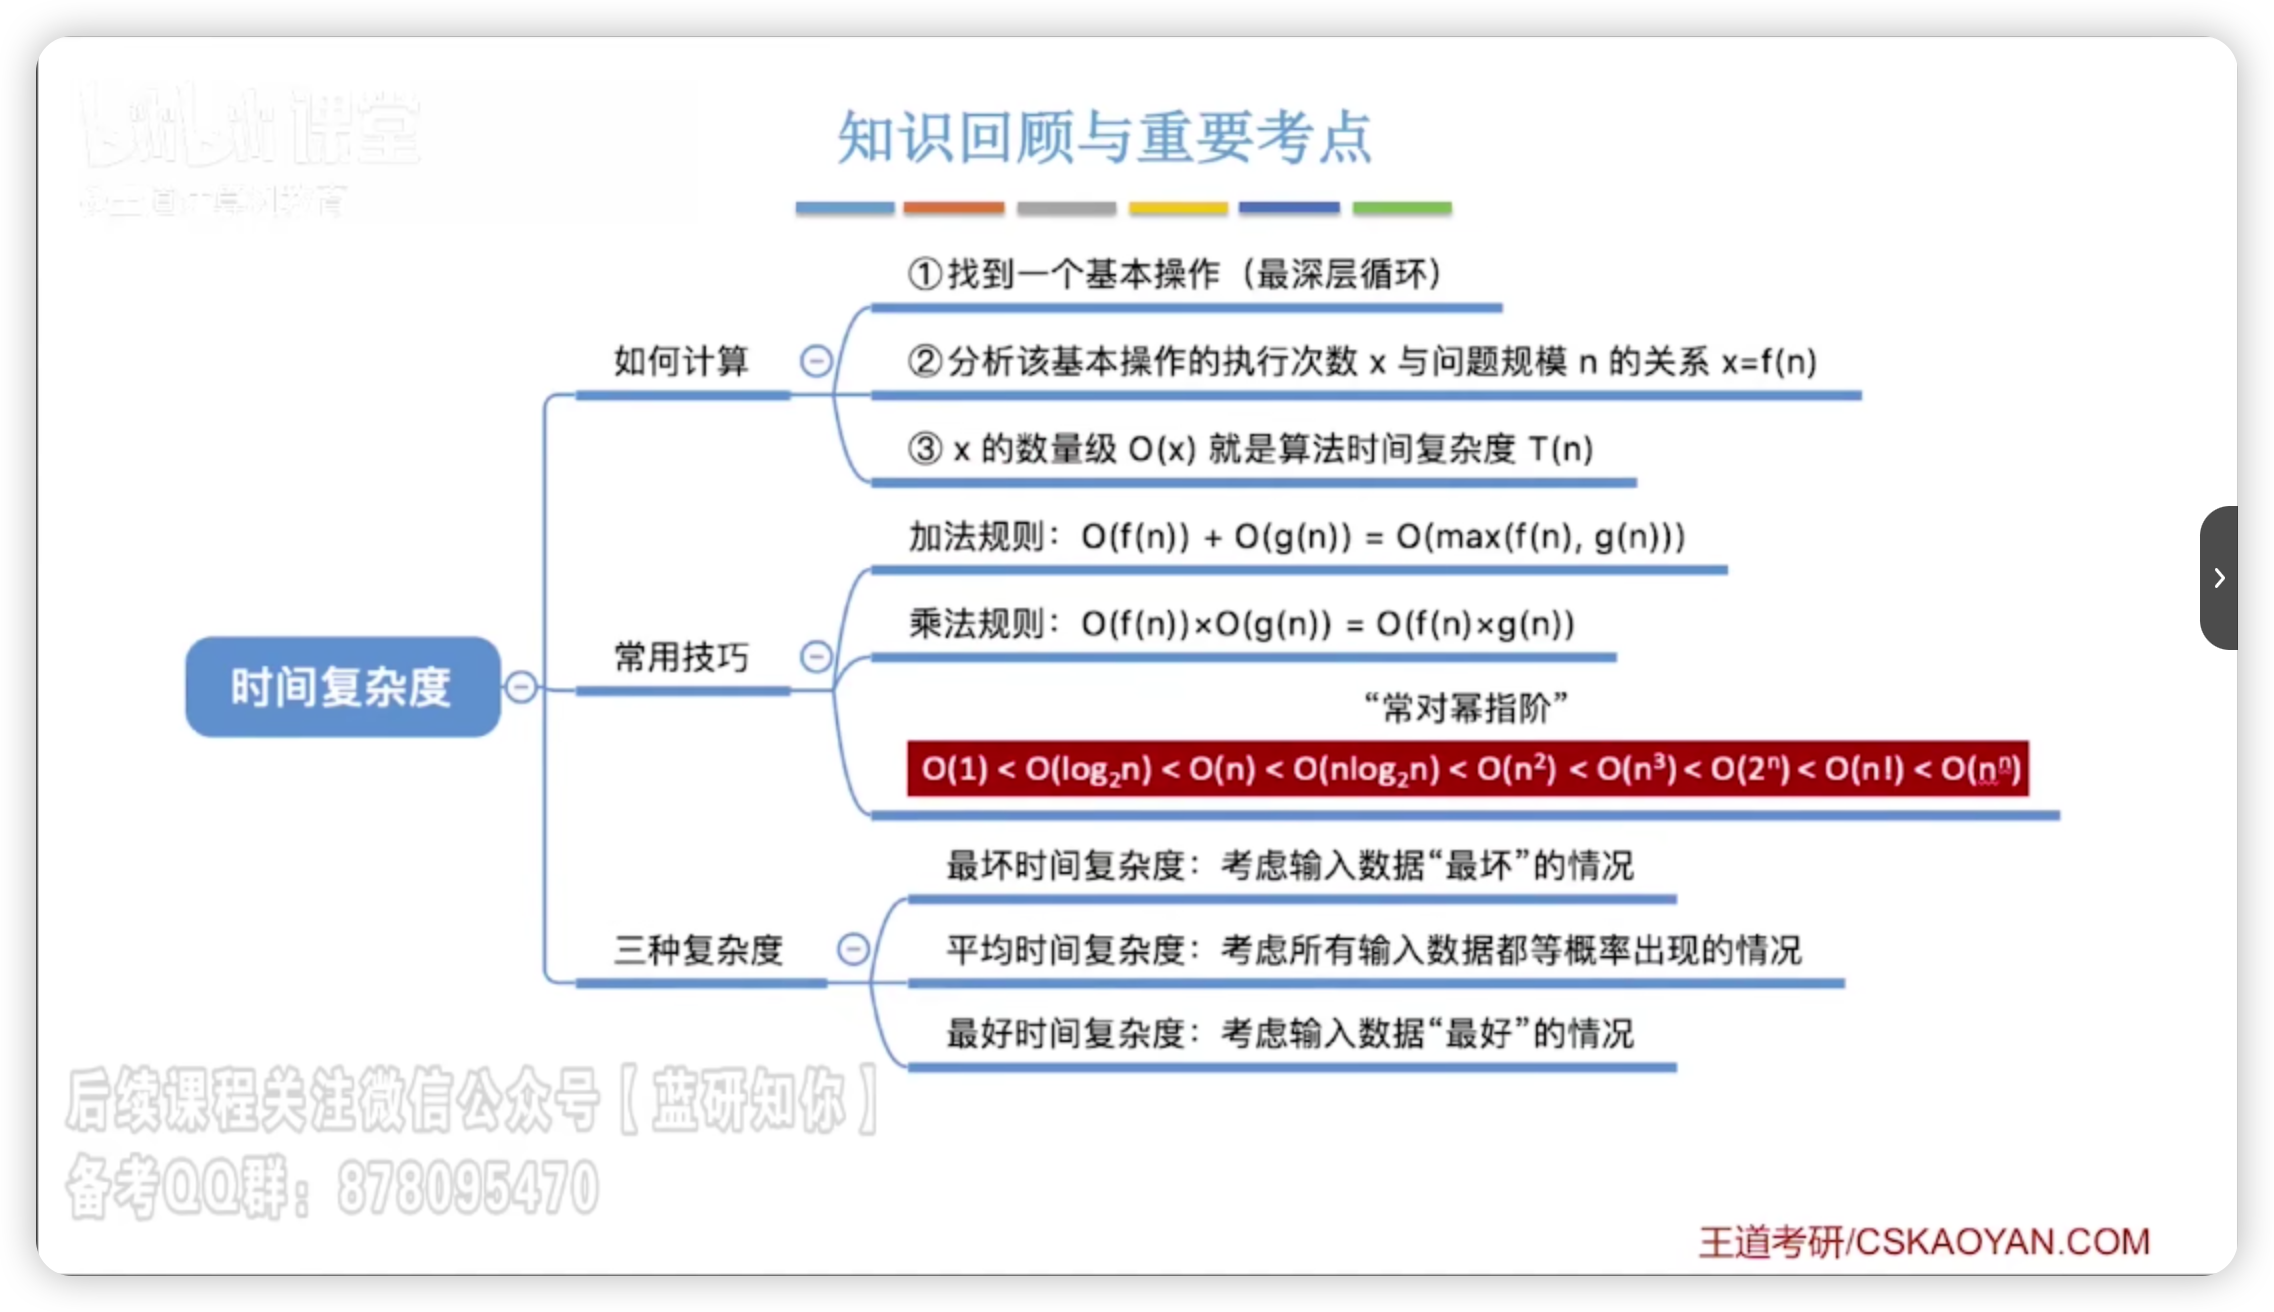 bilibili 课堂
知识回顾与重要考点
①找到一个基本操作（最深层循环）
如何计算
②分析该基本操作的执行次数 x 与问题规模 n 的关系 x=f(n)
③ x 的数量级 O(x) 就是算法时间复杂度 T(n)
加法规则：O(f(n)) + O(g(n)) = O(max(f(n), g(n)))
乘法规则：O(f(n))×O(g(n)) = O(f(n)×g(n))
常用技巧
时间复杂度
“常对幂指阶”
O(1) < O(log₂n) < O(n) < O(nlog₂n) < O(n²) < O(n³) < O(2ⁿ) < O(n!) < O(nⁿ)
最坏时间复杂度：考虑输入数据“最坏”的情况
三种复杂度
平均时间复杂度：考虑所有输入数据都等概率出现的情况
最好时间复杂度：考虑输入数据“最好”的情况
后续课程关注微信公众号【蓝研知你】
备考QQ群：878095470
王道考研/CSKAOYAN.COM